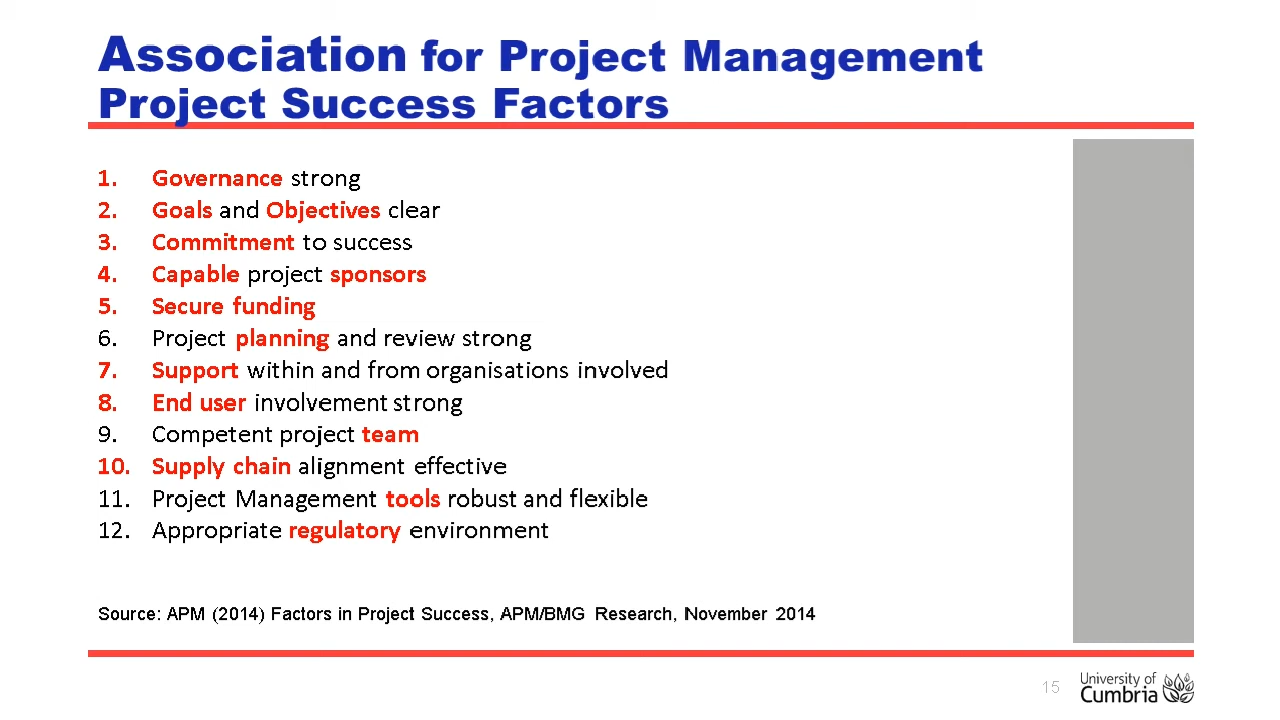 Association for Project Management
Project Success Factors
1. Governance strong
2. Goals and Objectives clear
3. Commitment to success
4. Capable project sponsors
5. Secure funding
6. Project planning and review strong
7. Support within and from organisations involved
8. End user involvement strong
9. Competent project team
10. Supply chain alignment effective
11. Project Management tools robust and flexible
12. Appropriate regulatory environment
Source: APM (2014) Factors in Project Success, APM/BMG Research, November 2014
15
University of
Cumbria